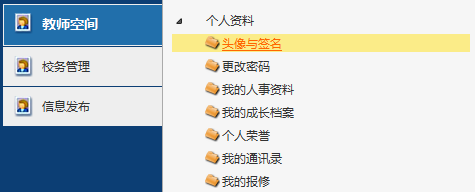 教师空间
校务管理
信息发布
个人资料
头像与签名
更改密码
我的人事资料
我的成长档案
个人荣誉
我的通讯录
我的报修